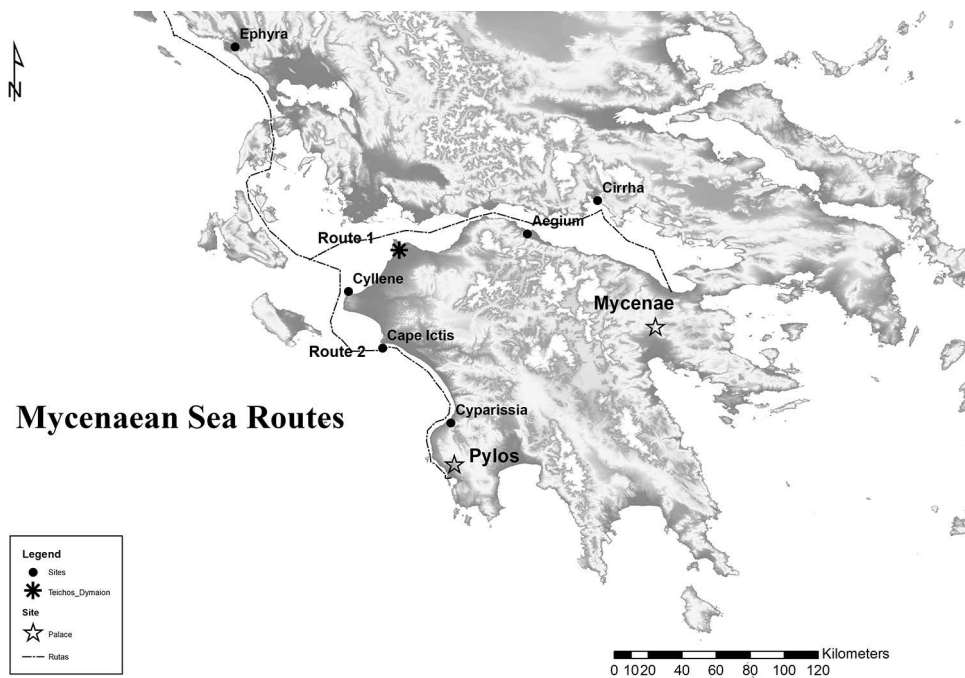 Ephyra
N
Cirrha
Aegium
Route 1
Cyllene
Mycenae
Cape Ictis
Route 2
Mycenaean Sea Routes
Cyparissia
Pylos
Legend
Sites
Teichos_Dymaion
Site
Palace
Rutas
Kilometers
0 10 20 40 60 80 100 120